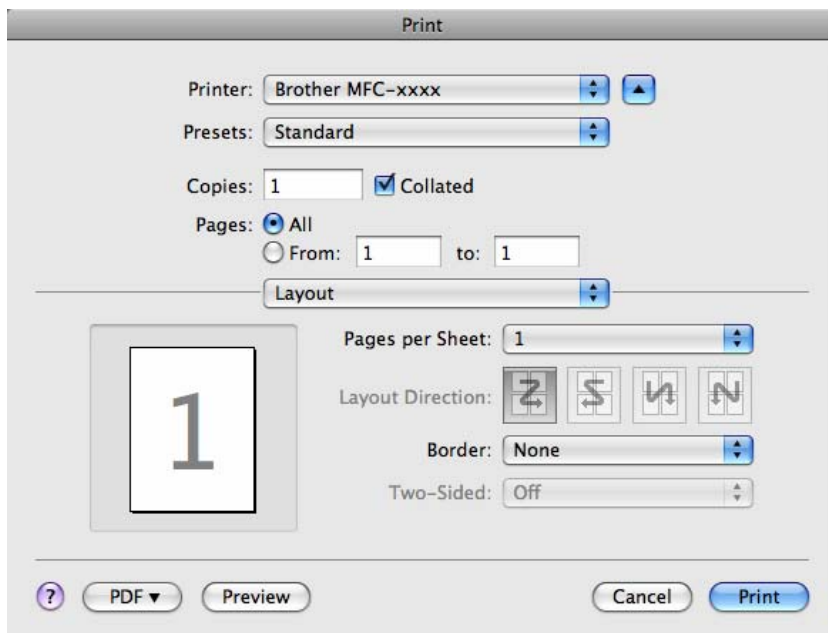 Print
Printer: Brother MFC-xxxx
Presets: Standard
Copies: 1 Collated
Pages: All
From: 1 to: 1
Layout
Pages per Sheet: 1
1
Layout Direction:
Border: None
Two-Sided: Off
? PDF▼ Preview Cancel Print